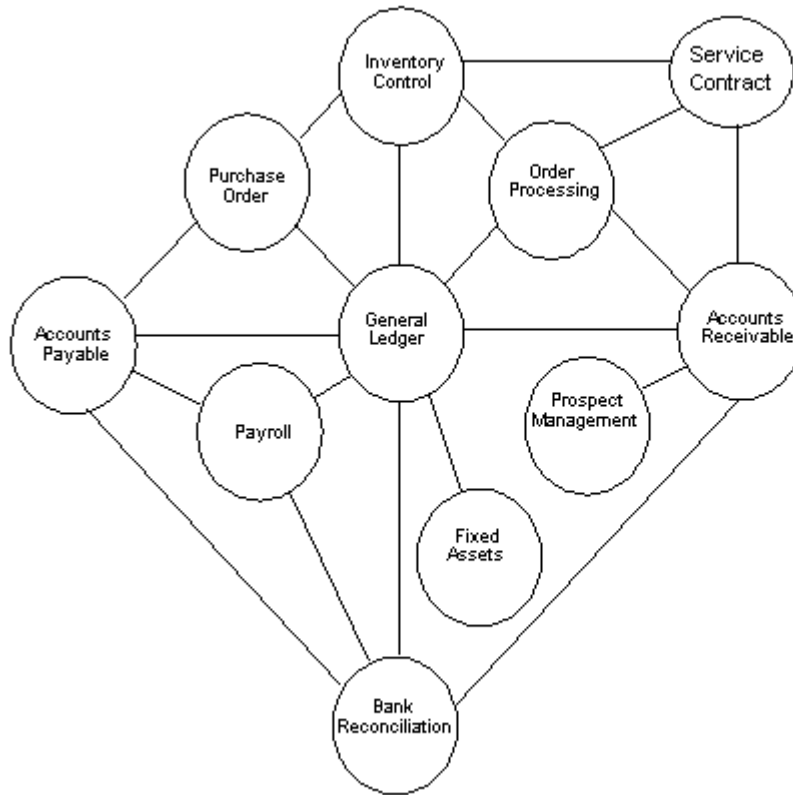 Inventory
Control
Service
Contract
Purchase
Order
Order
Processing
Accounts
Payable
General
Ledger
Accounts
Receivable
Payroll
Prospect
Management
Fixed
Assets
Bank
Reconciliation